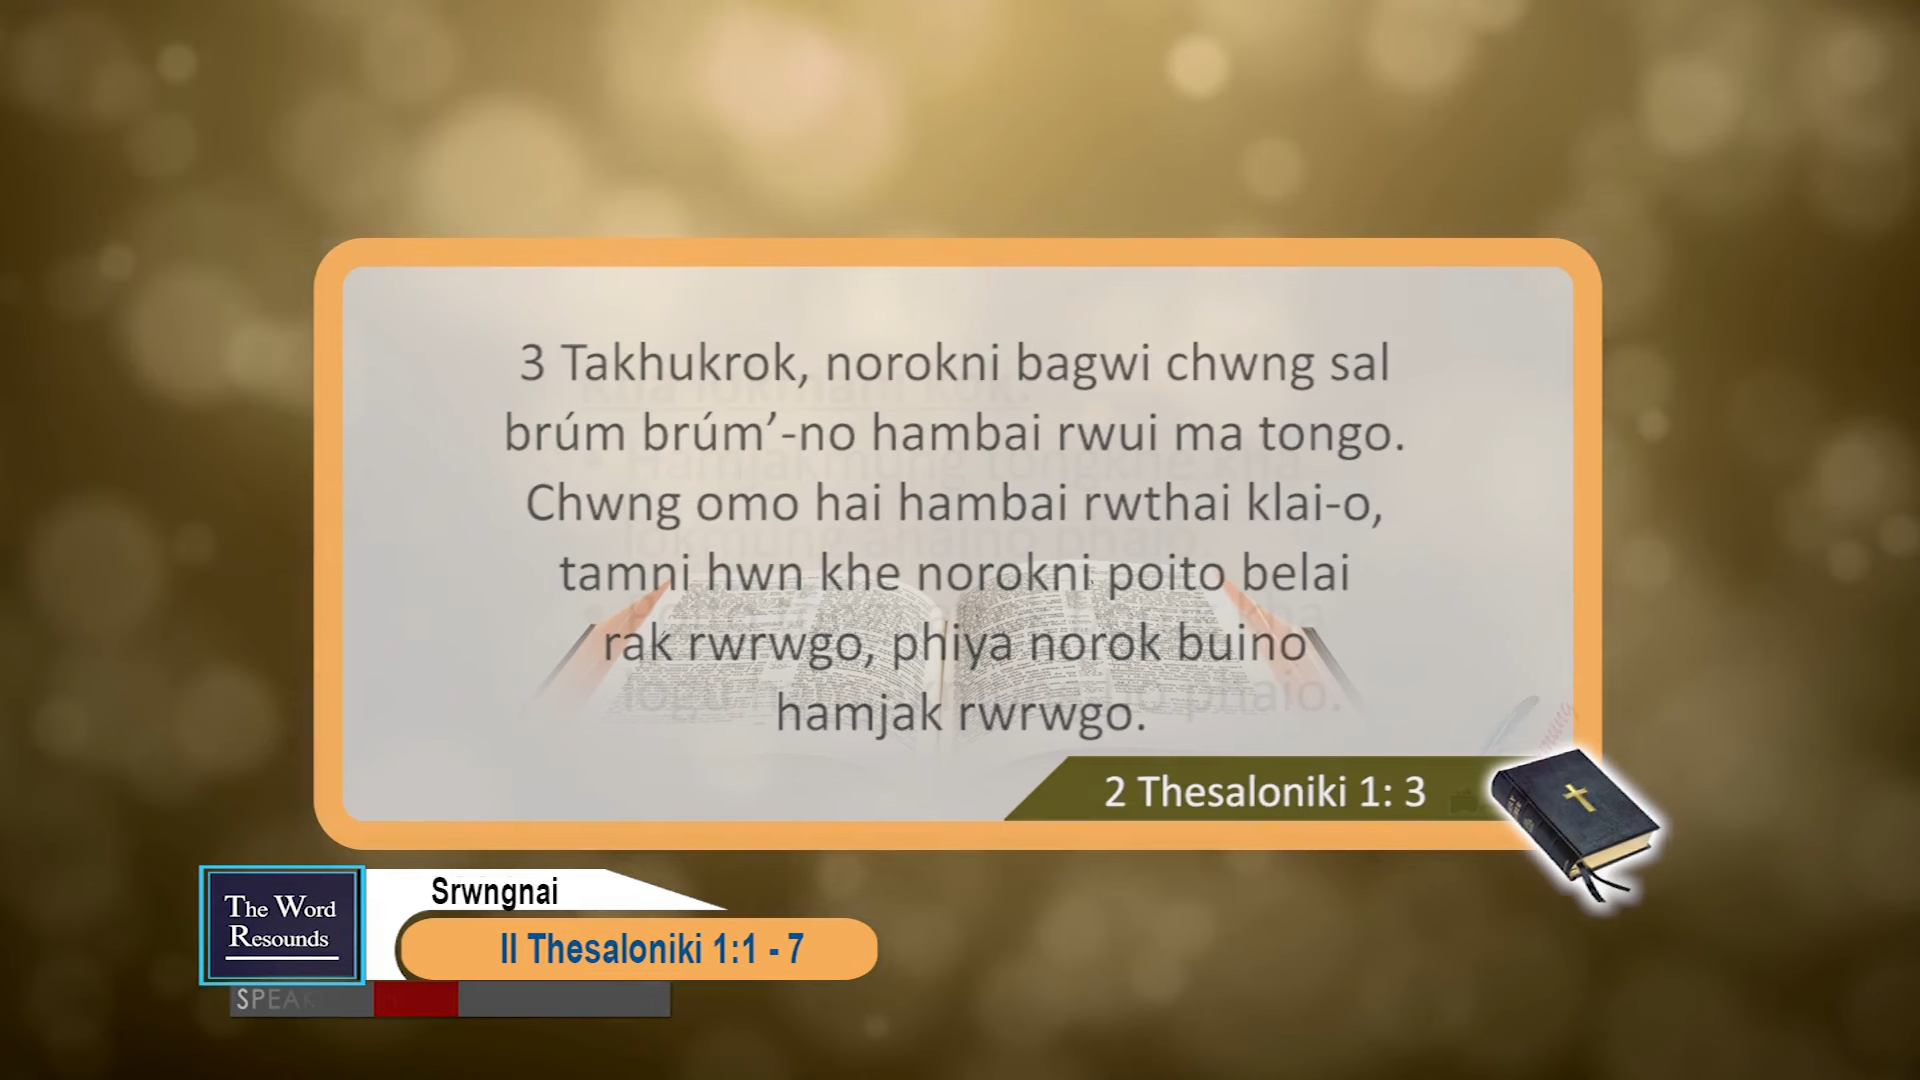 3 Takhukrok, norokni bagwi chwng sal
brúm brúm’-no hambai rwui ma tongo.
Chwng omo hai hambai rwthai klai-o,
tamni hwn khe norokni poito belai
rak rwrwgo, phiya norok buino
hamjak rwrwgo.
2 Thesaloniki 1: 3
The Word
Resounds
Srwngnai
II Thesaloniki 1:1 - 7